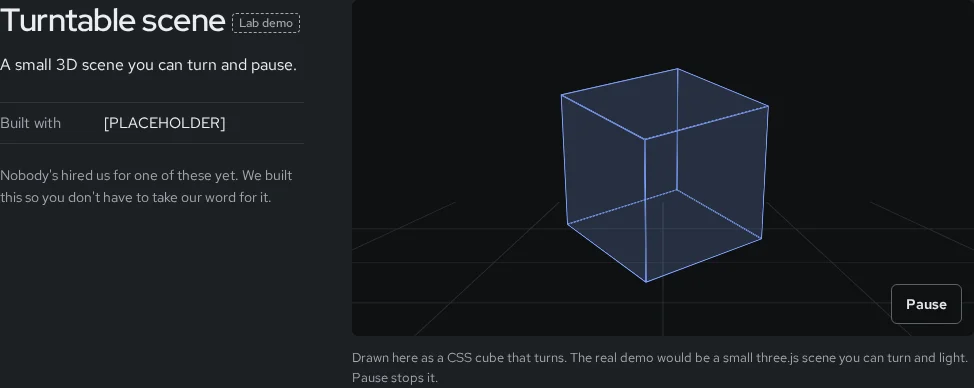 Turntable scene Lab demo
A small 3D scene you can turn and pause.
Built with [PLACEHOLDER]
Nobody's hired us for one of these yet. We built
this so you don't have to take our word for it.
Pause
Drawn here as a CSS cube that turns. The real demo would be a small three.js scene you can turn and light.
Pause stops it.